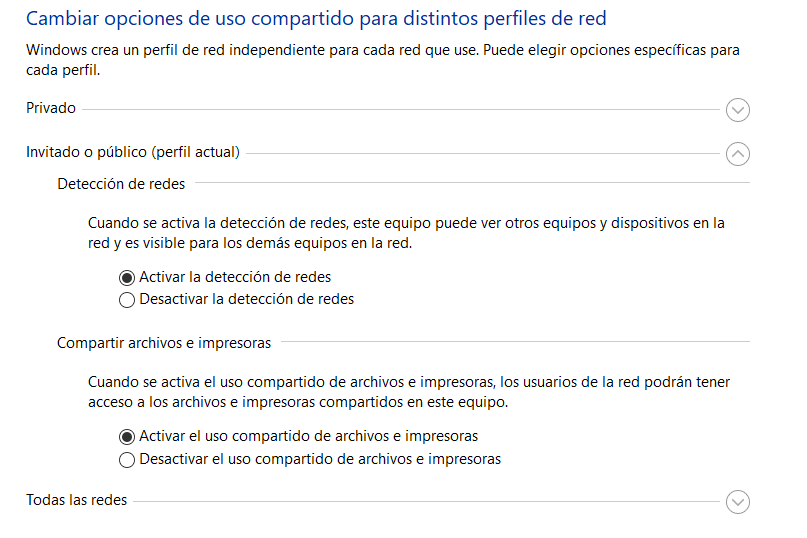 Cambiar opciones de uso compartido para distintos perfiles de red
Windows crea un perfil de red independiente para cada red que use. Puede elegir opciones específicas para
cada perfil.
Privado
Invitado o público (perfil actual)
Detección de redes
Cuando se activa la detección de redes, este equipo puede ver otros equipos y dispositivos en la
red y es visible para los demás equipos en la red.
Activar la detección de redes
Desactivar la detección de redes
Compartir archivos e impresoras
Cuando se activa el uso compartido de archivos e impresoras, los usuarios de la red podrán tener
acceso a los archivos e impresoras compartidos en este equipo.
Activar el uso compartido de archivos e impresoras
Desactivar el uso compartido de archivos e impresoras
Todas las redes